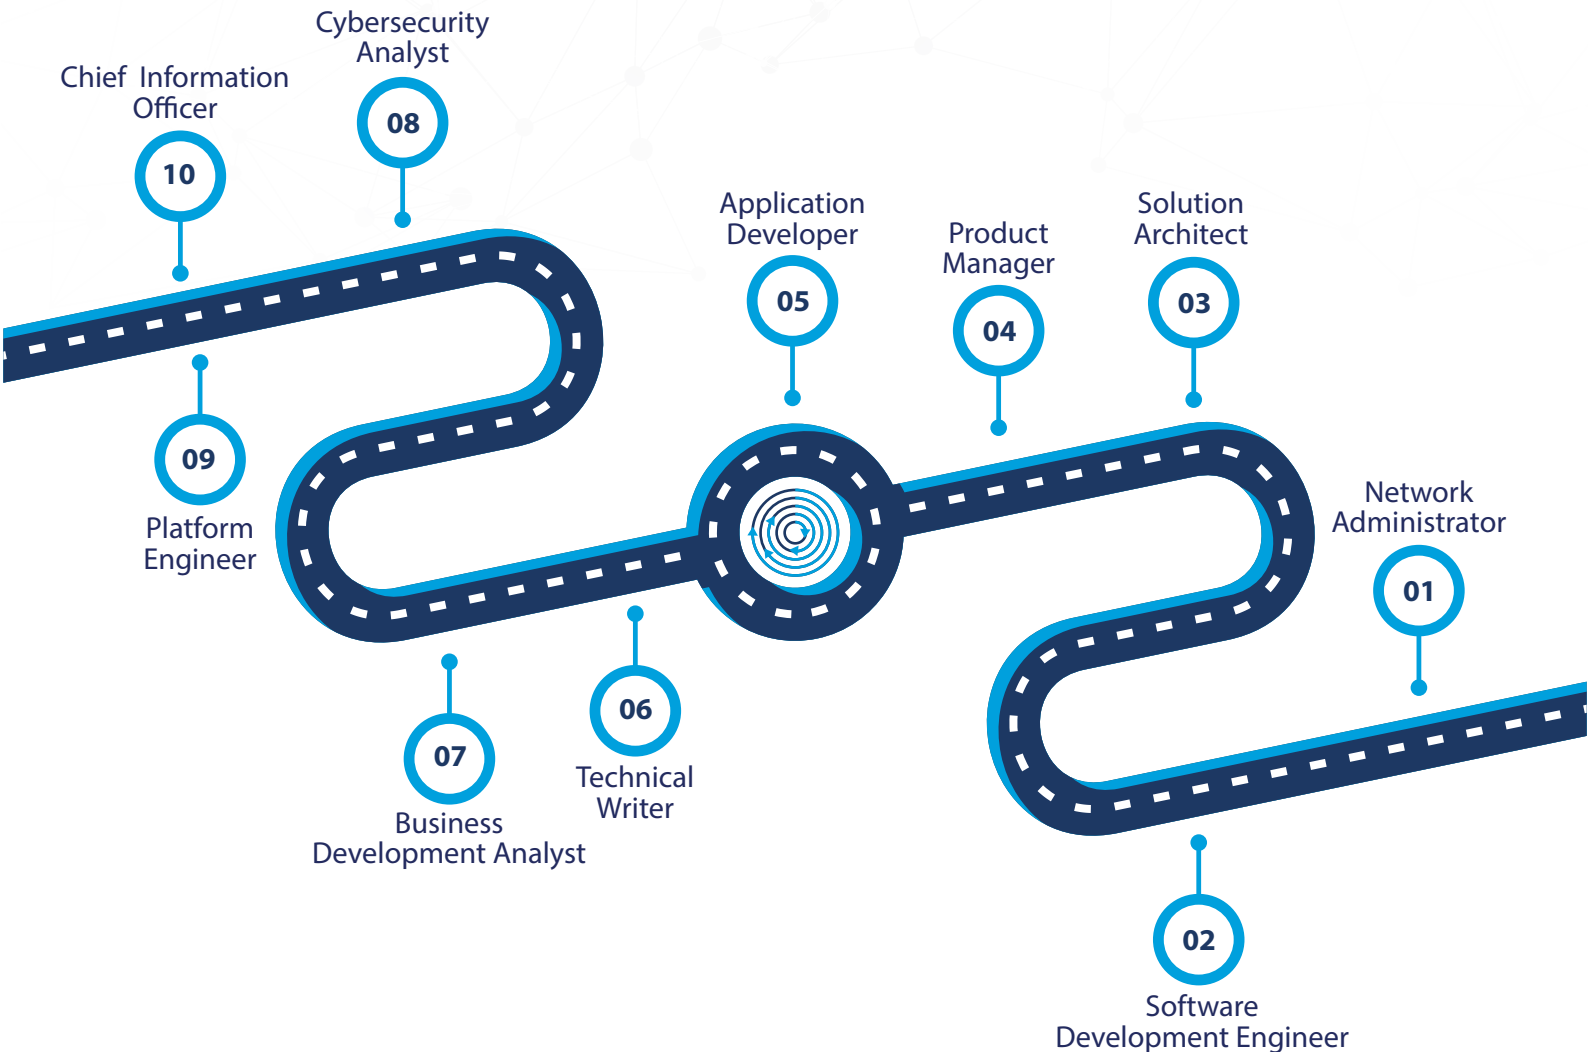 Cybersecurity
Analyst
08
Chief Information
Officer
10
Application
Developer
05
Product
Manager
04
Solution
Architect
03
09
Platform
Engineer
Network
Administrator
01
07
Business
Development Analyst
06
Technical
Writer
02
Software
Development Engineer